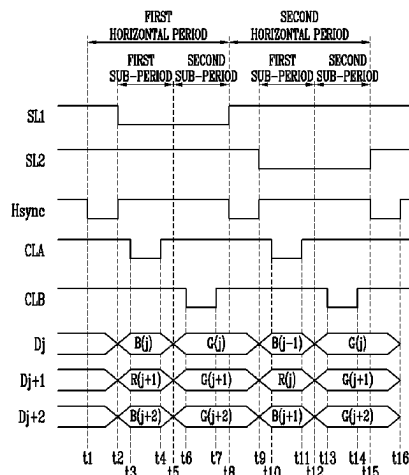 FIRST
HORIZONTAL PERIOD
SECOND
HORIZONTAL PERIOD
FIRST
SUB-PERIOD
SECOND
SUB-PERIOD
FIRST
SUB-PERIOD
SECOND
SUB-PERIOD
SL1
SL2
Hsync
CLA
CLB
Dj B(j) G(j) B(j-1) G(j)
Dj+1 R(j+1) G(j+1) R(j) G(j+1)
Dj+2 B(j+2) G(j+2) B(j+1) G(j+2)
t1 t2 t4 t6 t7 t9 t11 t13 t14 t16
t3 t5 t8 t10 t12 t15